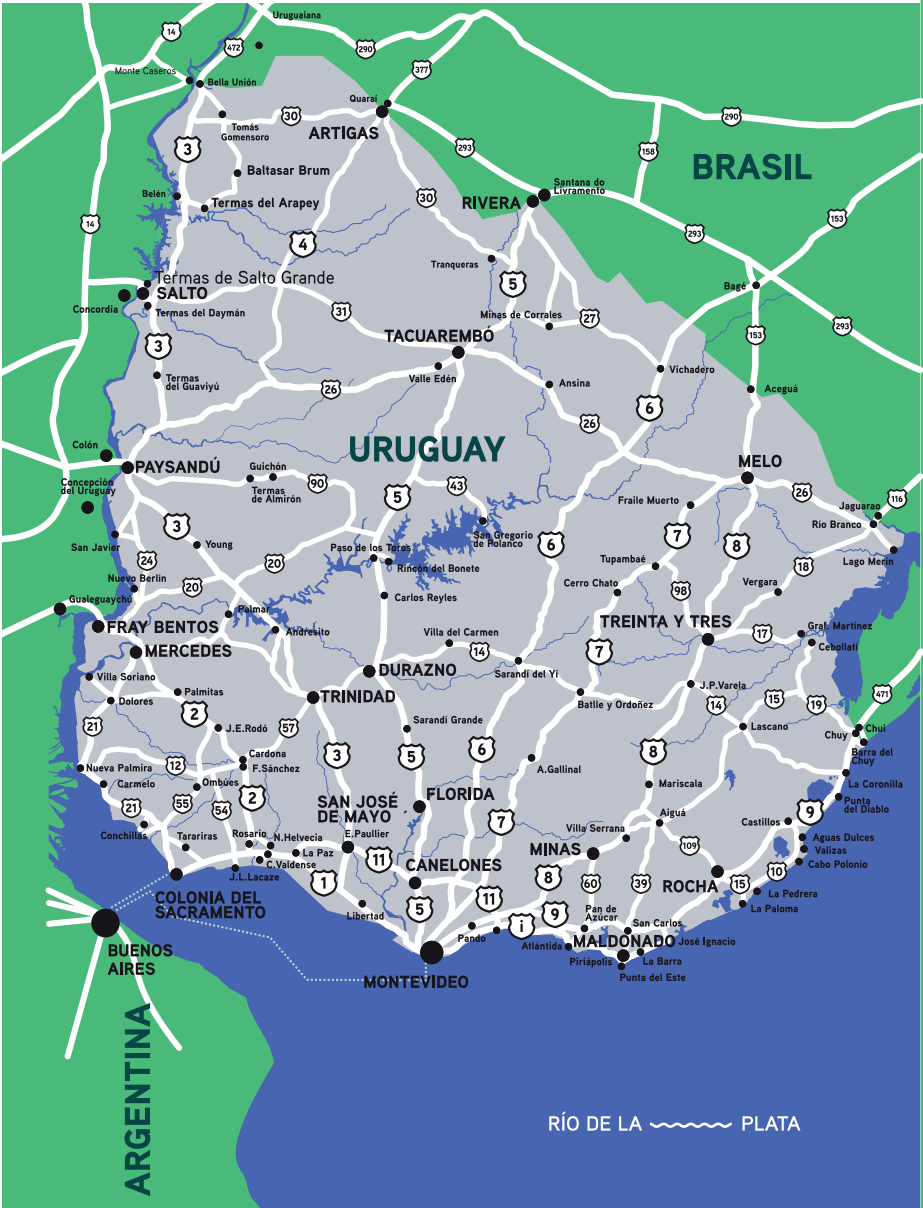 Uruguaiana
14
472
290
377
Monte Caseros
Bella Unión
Quaraí
30
ARTIGAS
290
Tomás
Gomensoro
3
293
158
BRASIL
Baltasar Brum
Santana do
Livramento
Belén
Termas del Arapey
30
RIVERA
153
14
4
293
Tranqueras
5
Termas de Salto Grande
SALTO
Concordia
Termas del Daymán
31
Minas de Corrales
27
Bagé
293
153
3
TACUAREMBÓ
Valle Edén
Vichadero
Termas
del Guaviyú
26
Ansina
6
Aceguá
26
URUGUAY
Colón
PAYSANDÚ
Guichón
Termas
de Almirón
90
MELO
Concepción
del Uruguay
5
43
26
116
Fraile Muerto
Jaguarao
Río Branco
3
San Javier
Young
San Gregorio
de Polanco
6
7
8
Lago Merín
24
20
Paso de los Toros
Rincón del Bonete
Tupambaé
18
Nuevo Berlín
20
Cerro Chato
98
Vergara
Gualeguaychú
Palmar
Carlos Reyles
FRAY BENTOS
Andresito
TREINTA Y TRES
17
Gral. Martínez
Cebollatí
MERCEDES
Villa del Carmen
14
7
DURAZNO
Sarandí del Yí
Villa Soriano
Palmitas
TRINIDAD
J.P.Varela
15
471
Dolores
2
Batlle y Ordoñez
14
19
21
J.E.Rodó
57
Sarandí Grande
Lascano
Chuy
Chui
Barra del
Chuy
3
5
6
8
12
Cardona
F.Sánchez
A.Gallinal
Nueva Palmira
Carmelo
Ombúes
Mariscala
La Coronilla
2
FLORIDA
Punta
del Diablo
21
55
54
SAN JOSÉ
DE MAYO
7
Aiguá
9
Conchillas
E.Paullier
Villa Serrana
Castillos
Tarariras
Rosario
N.Helvecia
Aguas Dulces
La Paz
11
CANELONES
MINAS
109
Valizas
C.Valdense
Cabo Polonio
J.L.Lacaze
1
8
60
39
ROCHA
15
10
COLONIA DEL
SACRAMENTO
11
La Pedrera
La Paloma
Libertad
5
9
Pan de
Azúcar
San Carlos
i
Pando
Atlántida
MALDONADO
José Ignacio
BUENOS
AIRES
Piriápolis
La Barra
MONTEVIDEO
Punta del Este
ARGENTINA
RÍO DE LA PLATA